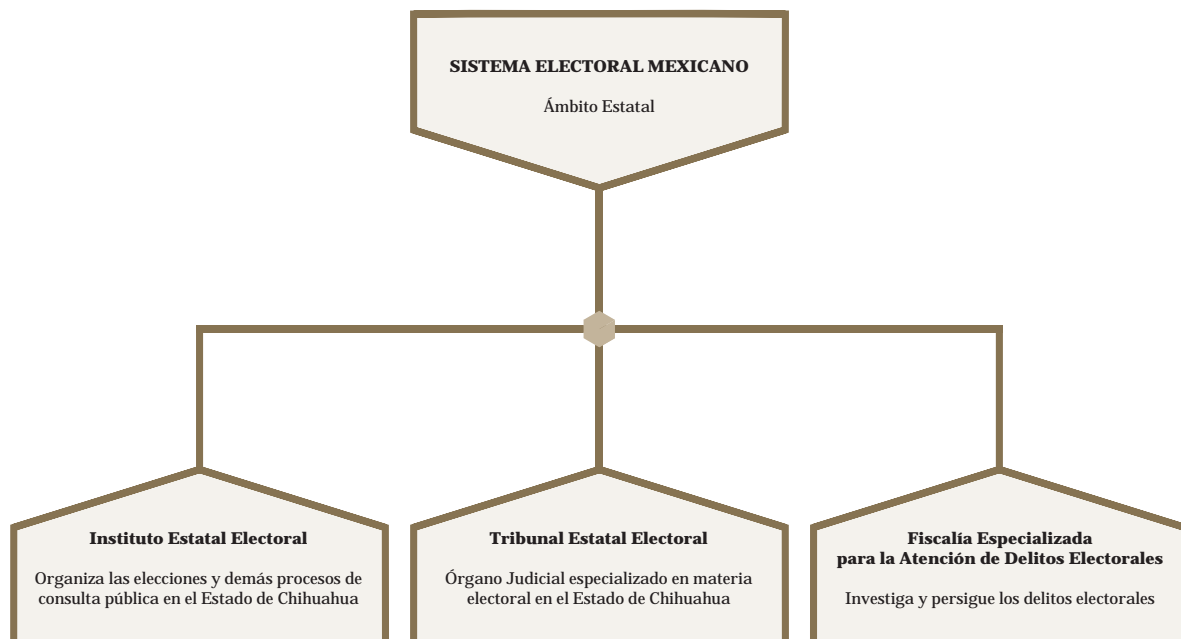 SISTEMA ELECTORAL MEXICANO
Ámbito Estatal
Instituto Estatal Electoral
Organiza las elecciones y demás procesos de
consulta pública en el Estado de Chihuahua
Tribunal Estatal Electoral
Órgano Judicial especializado en materia
electoral en el Estado de Chihuahua
Fiscalía Especializada
para la Atención de Delitos Electorales
Investiga y persigue los delitos electorales